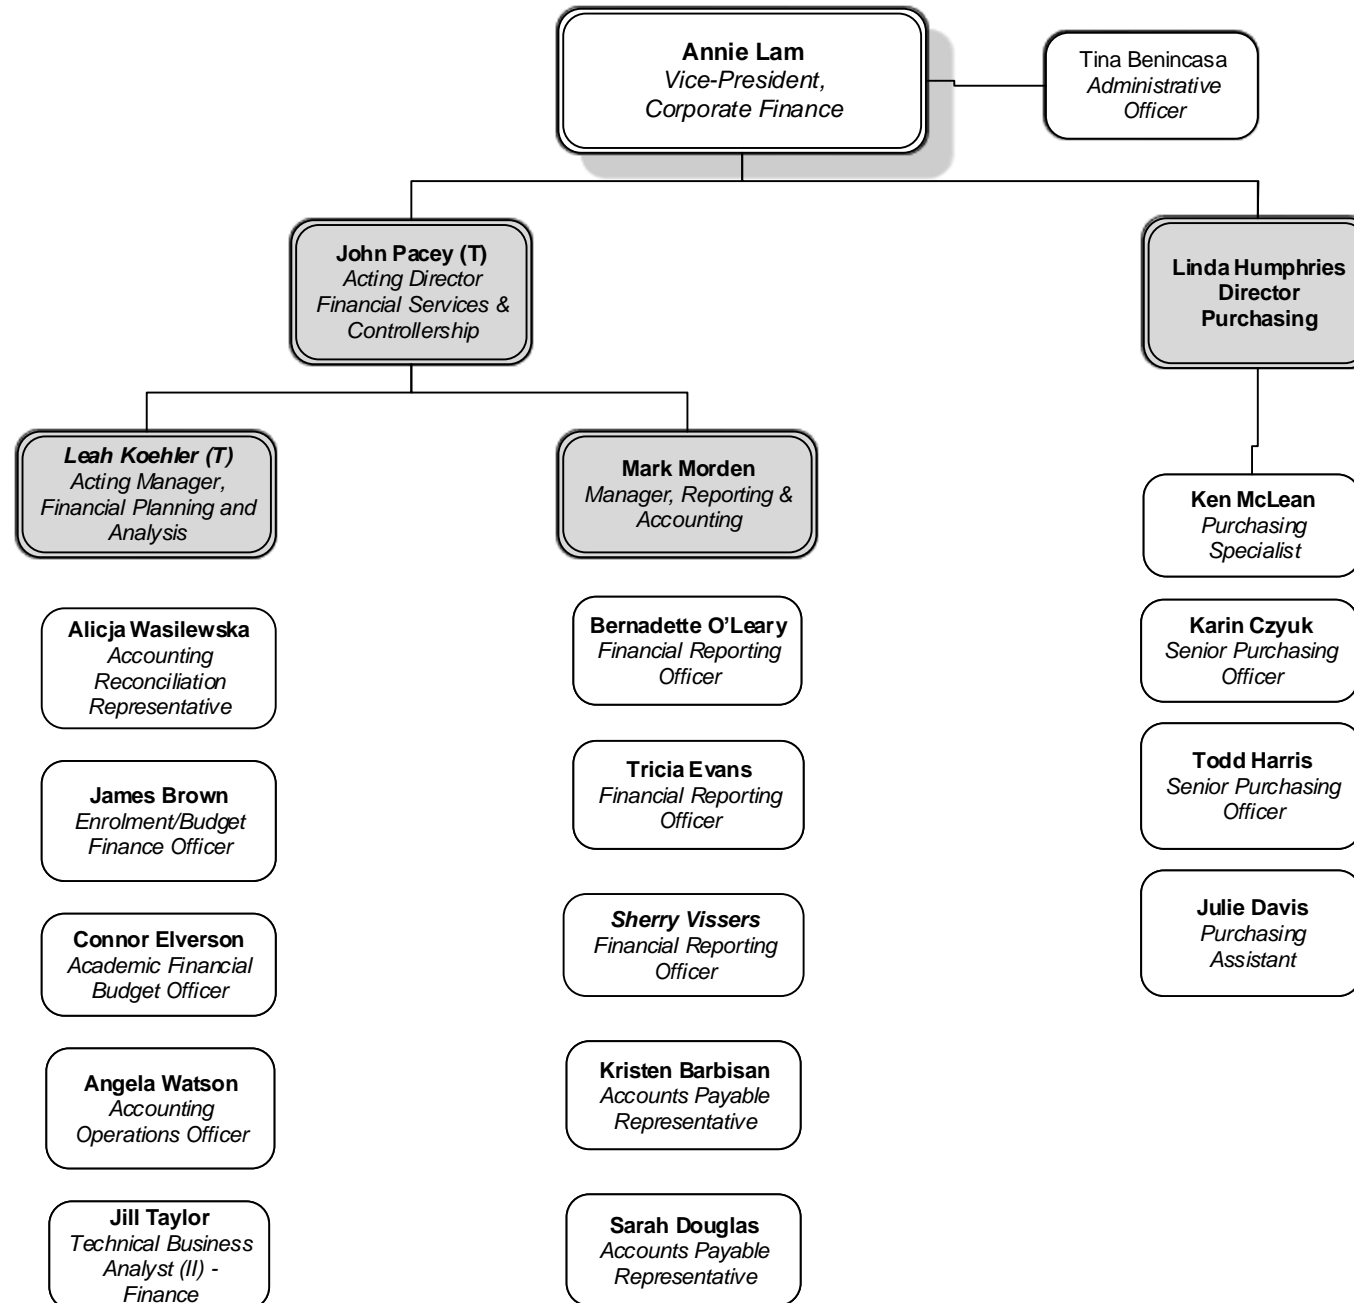 Annie Lam
Vice-President,
Corporate Finance
Tina Benincasa
Administrative
Officer
John Pacey (T)
Acting Director
Financial Services &
Controllership
Linda Humphries
Director
Purchasing
Leah Koehler (T)
Acting Manager,
Financial Planning and
Analysis
Mark Morden
Manager, Reporting &
Accounting
Ken McLean
Purchasing
Specialist
Alicja Wasilewska
Accounting
Reconciliation
Representative
Bernadette O'Leary
Financial Reporting
Officer
Karin Czyuk
Senior Purchasing
Officer
James Brown
Enrolment/Budget
Finance Officer
Tricia Evans
Financial Reporting
Officer
Todd Harris
Senior Purchasing
Officer
Connor Elverson
Academic Financial
Budget Officer
Sherry Vissers
Financial Reporting
Officer
Julie Davis
Purchasing
Assistant
Angela Watson
Accounting
Operations Officer
Kristen Barbisan
Accounts Payable
Representative
Jill Taylor
Technical Business
Analyst (II) -
Finance
Sarah Douglas
Accounts Payable
Representative